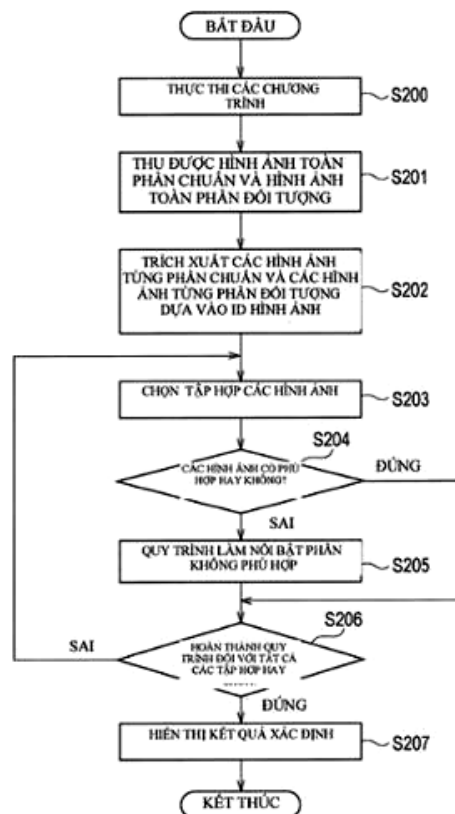 BẮT ĐẦU
THỰC THI CÁC CHƯƠNG
TRÌNH
S200
THU ĐƯỢC HÌNH ẢNH TOÀN
PHẦN CHUẨN VÀ HÌNH ẢNH
TOÀN PHẦN ĐỐI TƯỢNG
S201
TRÍCH XUẤT CÁC HÌNH ẢNH
TỪNG PHẦN CHUẨN VÀ CÁC HÌNH
ẢNH TỪNG PHẦN ĐỐI TƯỢNG
DỰA VÀO ID HÌNH ẢNH
S202
CHỌN TẬP HỢP CÁC HÌNH ẢNH
S203
S204
CÁC HÌNH ẢNH CÓ PHÙ
HỢP HAY KHÔNG?
ĐÚNG
SAI
QUY TRÌNH LÀM NỔI BẬT PHẦN
KHÔNG PHÙ HỢP
S205
S206
SAI
HOÀN THÀNH QUY
TRÌNH ĐỐI VỚI TẤT CẢ
CÁC TẬP HỢP HAY
ĐÚNG
HIỂN THỊ KẾT QUẢ XÁC ĐỊNH
S207
KẾT THÚC